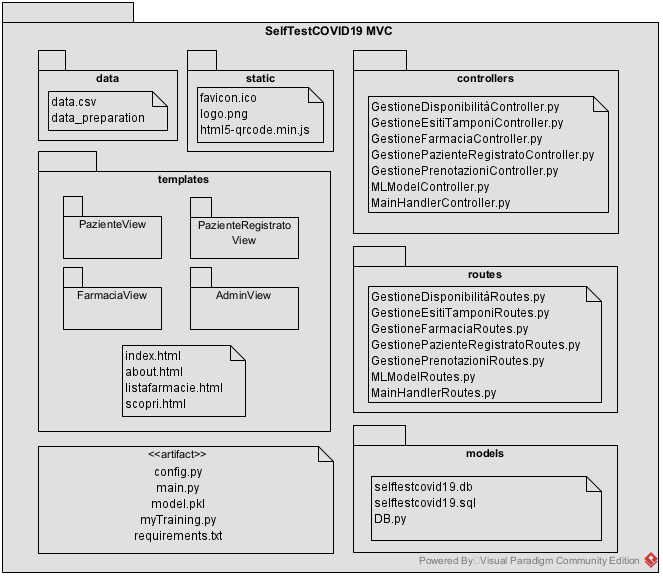 SelfTestCOVID19 MVC
data
data.csv
data_preparation
static
favicon.ico
logo.png
html5-qrcode.min.js
controllers
GestioneDisponibilitàController.py
GestioneEsitiTamponiController.py
GestioneFarmaciaController.py
GestionePazienteRegistratoController.py
GestionePrenotazioniController.py
MLModelController.py
MainHandlerController.py
templates
PazienteView
PazienteRegistrato
View
FarmaciaView
AdminView
index.html
about.html
listafarmacie.html
scopri.html
routes
GestioneDisponibilitàRoutes.py
GestioneEsitiTamponiRoutes.py
GestioneFarmaciaRoutes.py
GestionePazienteRegistratoRoutes.py
GestionePrenotazioniRoutes.py
MLModelRoutes.py
MainHandlerRoutes.py
<<artifact>>
config.py
main.py
model.pkl
myTraining.py
requirements.txt
models
selftestcovid19.db
selftestcovid19.sql
DB.py
Powered By Visual Paradigm Community Edition